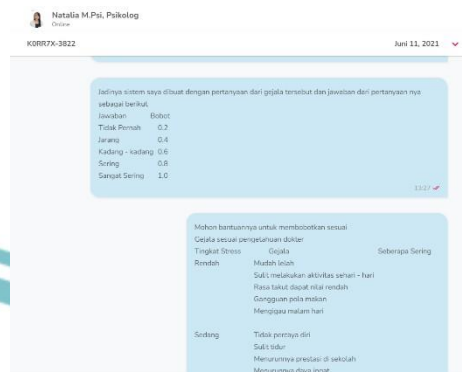 Natalia M.Psi, Psikolog
Online
K0RR7X-3822
Juni 11, 2021
Jadinya sistem saya dibuat dengan pertanyaan dari gejala tersebut dan jawaban dari pertanyaan nya
sebagai berikut
Jawaban Bobot
Tidak Pernah 0.2
Jarang 0.4
Kadang - kadang 0.6
Sering 0.8
Sangat Sering 1.0
13:27
Mohon bantuannya untuk membobotkan sesuai
Gejala sesuai pengetahuan dokter
Tingkat Stress Gejala Seberapa Sering
Rendah Mudah lelah
Sulit melakukan aktivitas sehari - hari
Rasa takut dapat nilai rendah
Gangguan pola makan
Mengigau malam hari
Sedang Tidak percaya diri
Sulit tidur
Menurunnya prestasi di sekolah
Menurunnya daya ingat